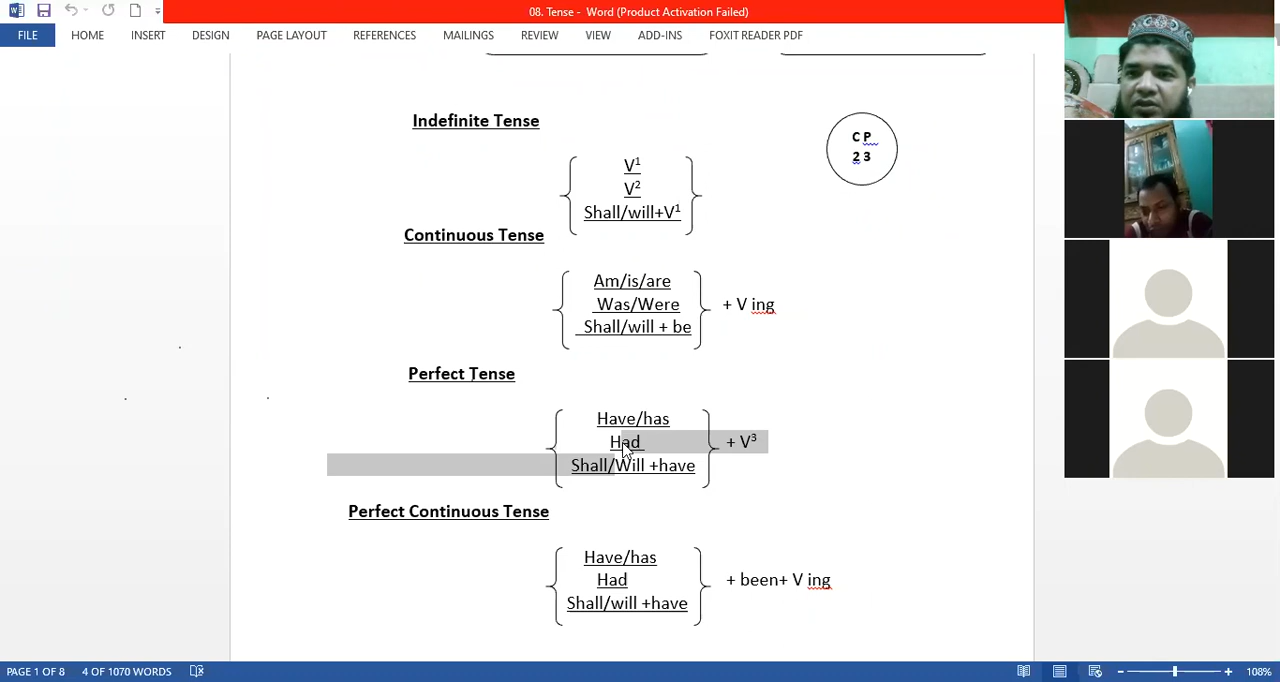 08. Tense - Word (Product Activation Failed)
FILE HOME INSERT DESIGN PAGE LAYOUT REFERENCES MAILINGS REVIEW VIEW ADD-INS FOXIT READER PDF
Indefinite Tense
C P
2 3
V¹
V²
Shall/will+V¹
Continuous Tense
Am/is/are
Was/Were + V ing
Shall/will + be
Perfect Tense
Have/has
Had + V³
Shall/Will +have
Perfect Continuous Tense
Have/has
Had + been+ V ing
Shall/will +have
PAGE 1 OF 8 4 OF 1070 WORDS 108%